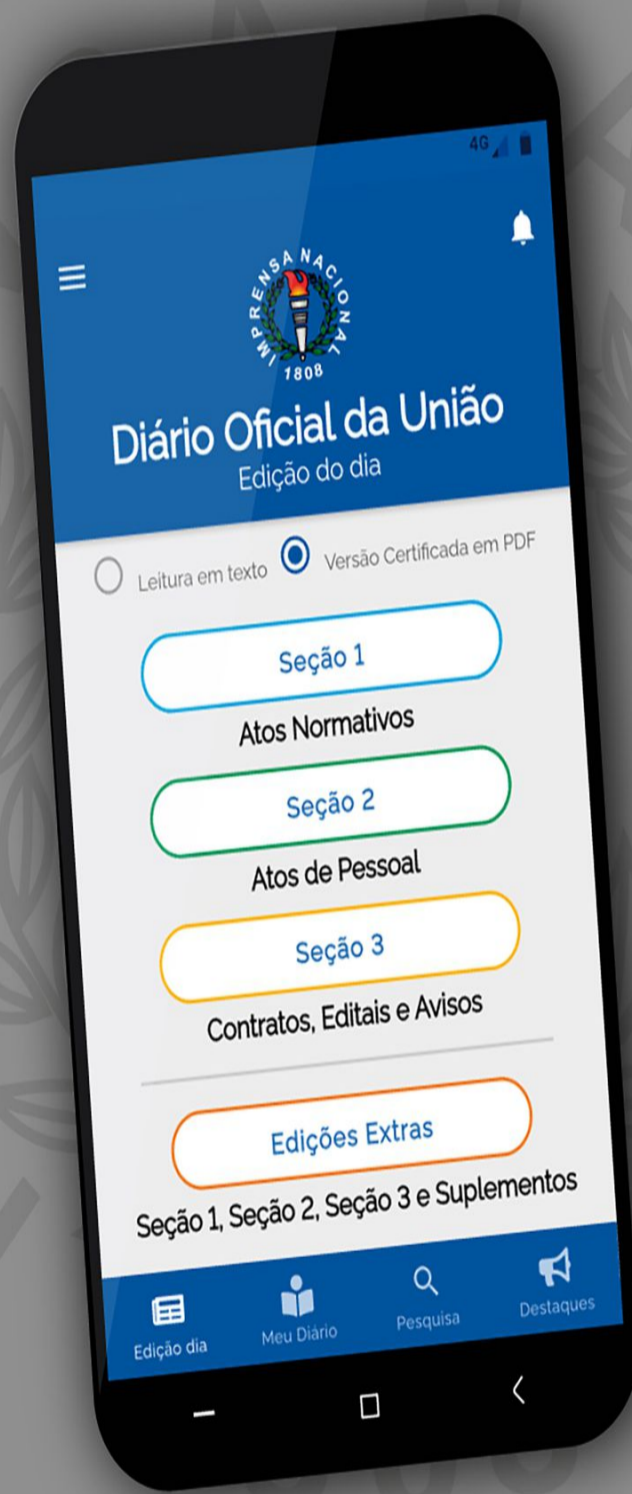 4G
IMPRENSA NACIONAL
1808
Diário Oficial da União
Edição do dia
Leitura em texto
Versão Certificada em PDF
Seção 1
Atos Normativos
Seção 2
Atos de Pessoal
Seção 3
Contratos, Editais e Avisos
Edições Extras
Seção 1, Seção 2, Seção 3 e Suplementos
Edição dia
Meu Diário
Pesquisa
Destaques